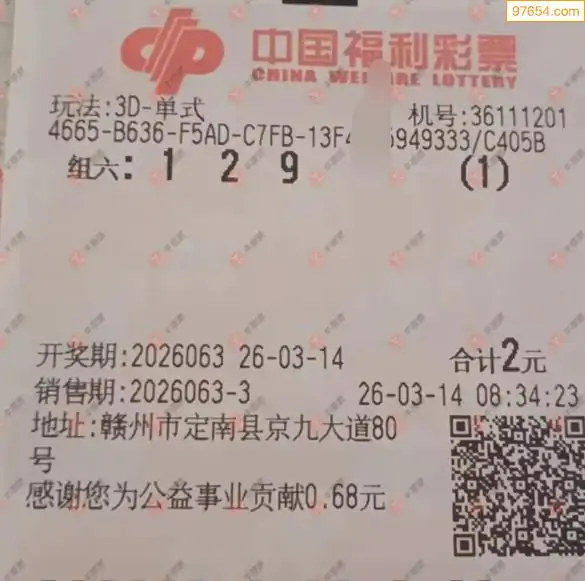 97654.com
中国福利彩票
CHINA WELFARE LOTTERY
玩法:3D-单式 机号:36111201
4665-B636-F5AD-C7FB-13F4 5949333/C405B
组六: 1 2 9 (1)
开奖期:2026063 26-03-14 合计2元
销售期:2026063-3 26-03-14 08:34:23
地址:赣州市定南县京九大道80
号
感谢您为公益事业贡献0.68元